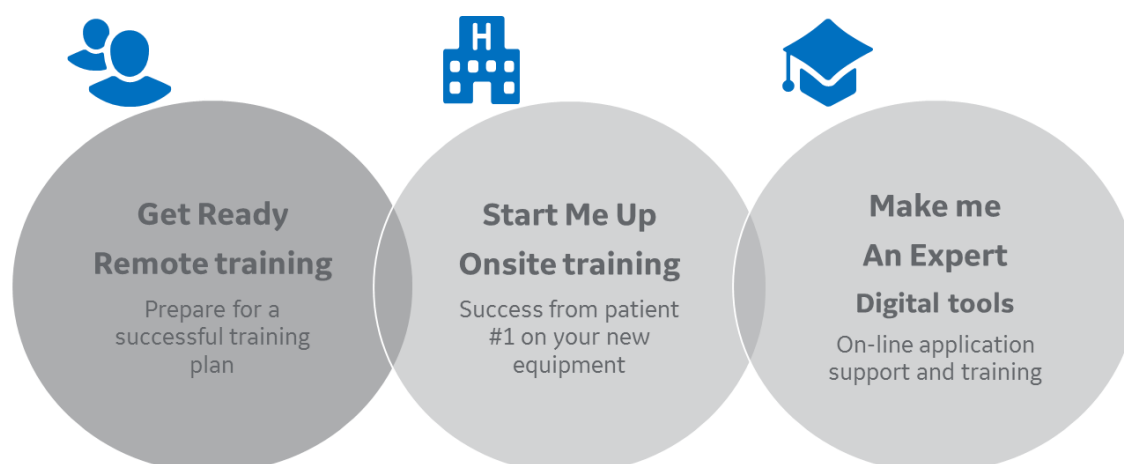 H
Get Ready
Remote training
Prepare for a
successful training
plan
Start Me Up
Onsite training
Success from patient
#1 on your new
equipment
Make me
An Expert
Digital tools
On-line application
support and training